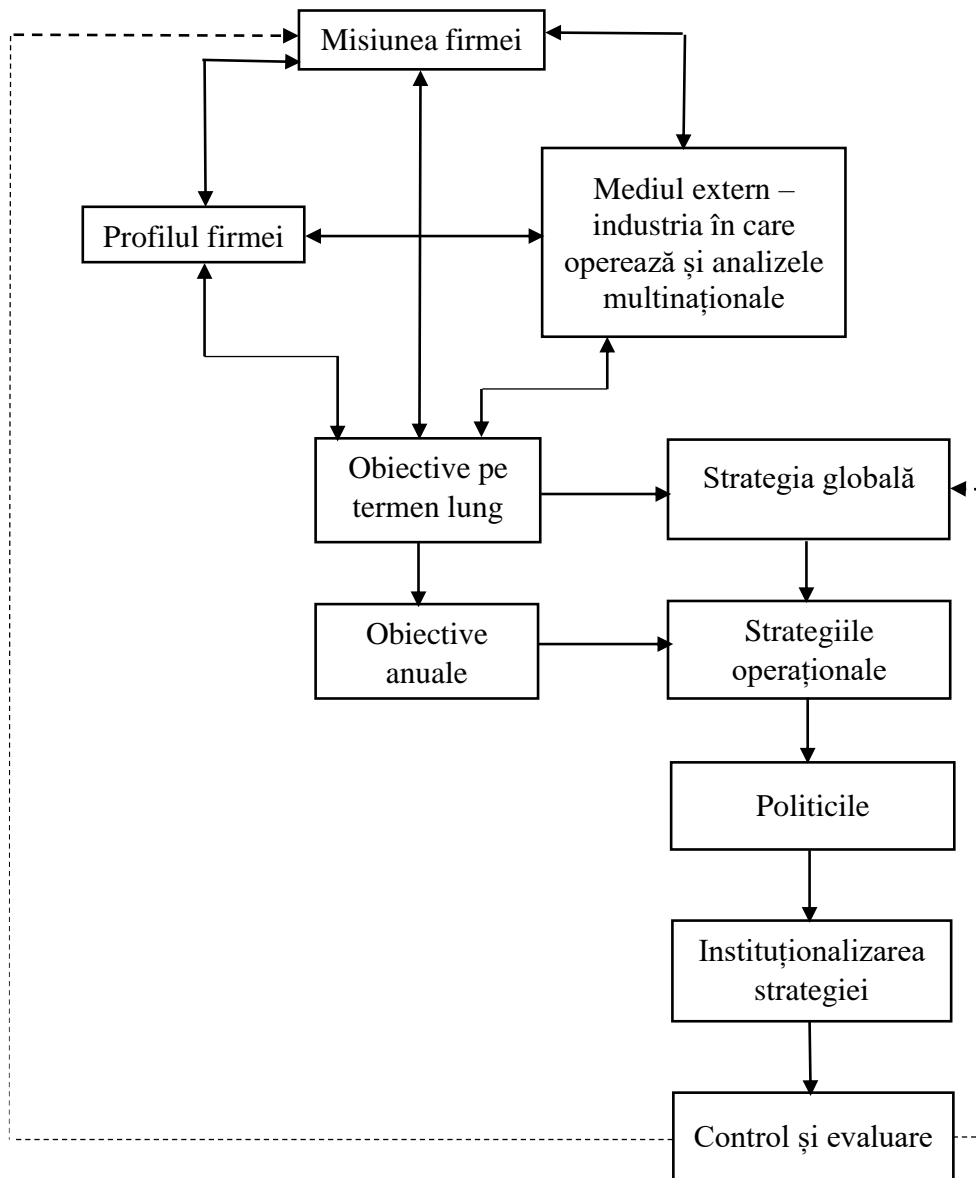 Misiunea firmei
Mediul extern –
industria în care
operează și analizele
multinaționale
Profilul firmei
Obiective pe
termen lung
Strategia globală
Obiective
anuale
Strategiile
operaționale
Politicile
Instituționalizarea
strategiei
Control și evaluare